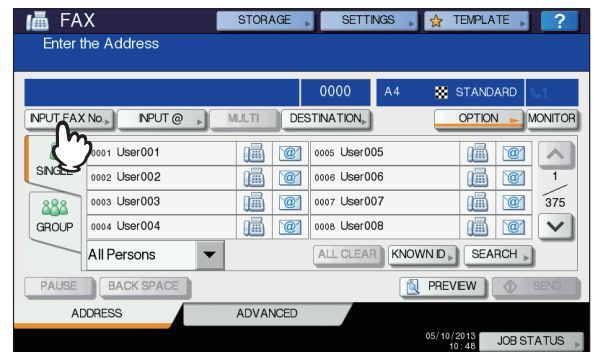 FAX STORAGE SETTINGS TEMPLATE ?
Enter the Address
0000 A4 STANDARD 1
INPUT FAX No. INPUT @ MULTI DESTINATION OPTION MONITOR
SINGLE
0001 User001 @ 0005 User005 @
0002 User002 @ 0006 User006 @
1
0003 User003 @ 0007 User007 @
375
GROUP
0004 User004 @ 0008 User008 @
All Persons ALL CLEAR KNOWN ID SEARCH
PAUSE BACK SPACE PREVIEW SEND
ADDRESS ADVANCED
05/10/2013
10:48 JOB STATUS